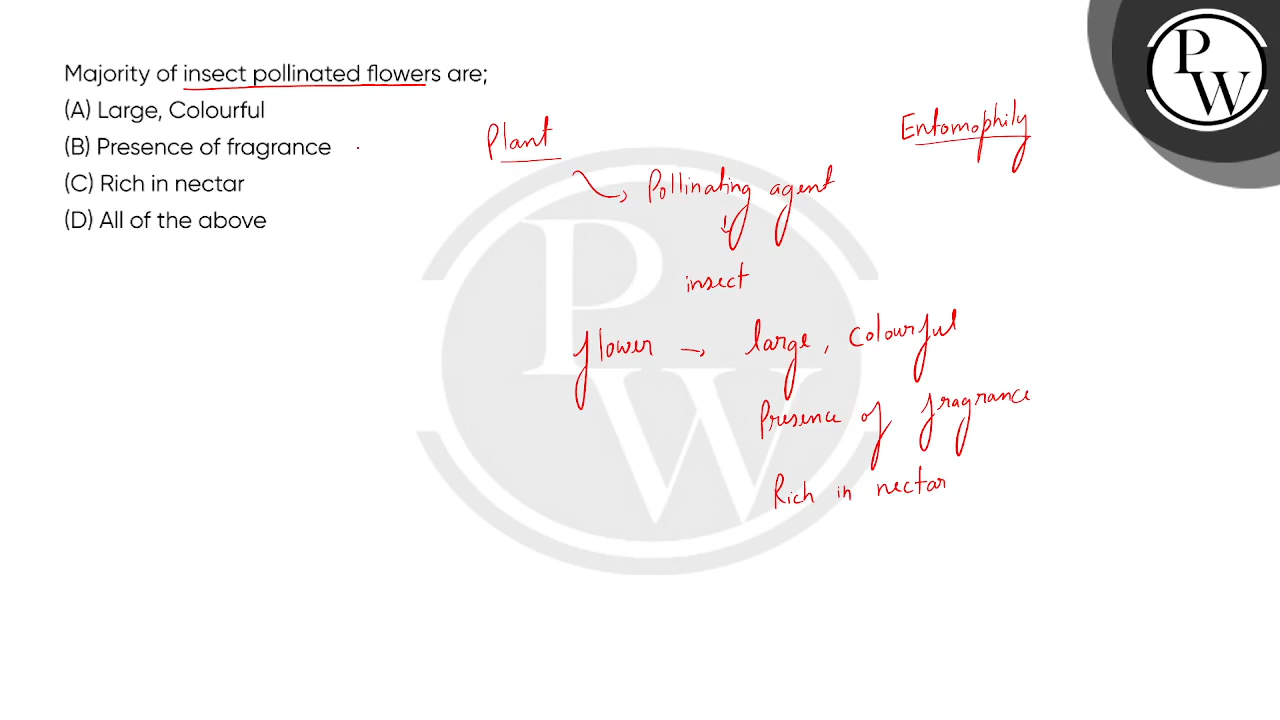 Majority of insect pollinated flowers are;
(A) Large, Colourful
(B) Presence of fragrance
(C) Rich in nectar
(D) All of the above
Plant
Entomophily
Pollinating agent
insect
flower → large, Colourful
Presence of fragrance
Rich in nectar
PW
PW